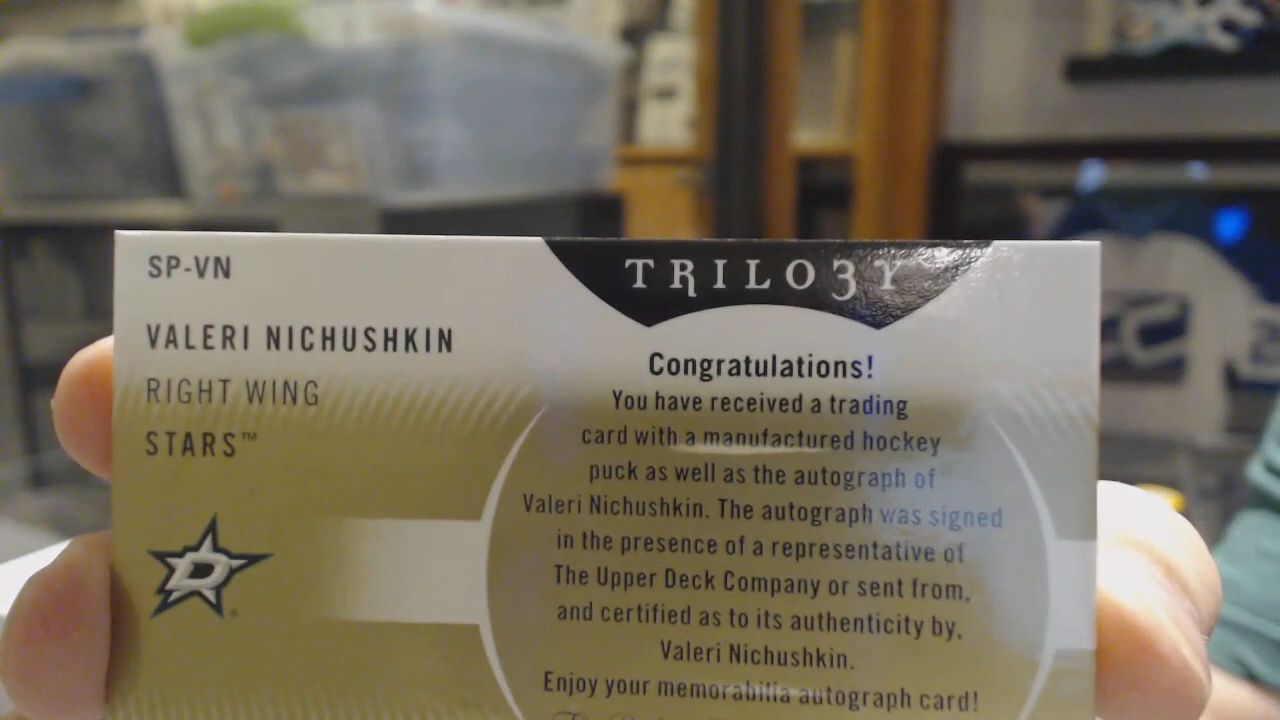 SP-VN
TRILO3Y
VALERI NICHUSHKIN
RIGHT WING
STARS™
D
Congratulations!
You have received a trading
card with a manufactured hockey
puck as well as the autograph of
Valeri Nichushkin. The autograph was signed
in the presence of a representative of
The Upper Deck Company or sent from,
and certified as to its authenticity by,
Valeri Nichushkin.
Enjoy your memorabilia autograph card!